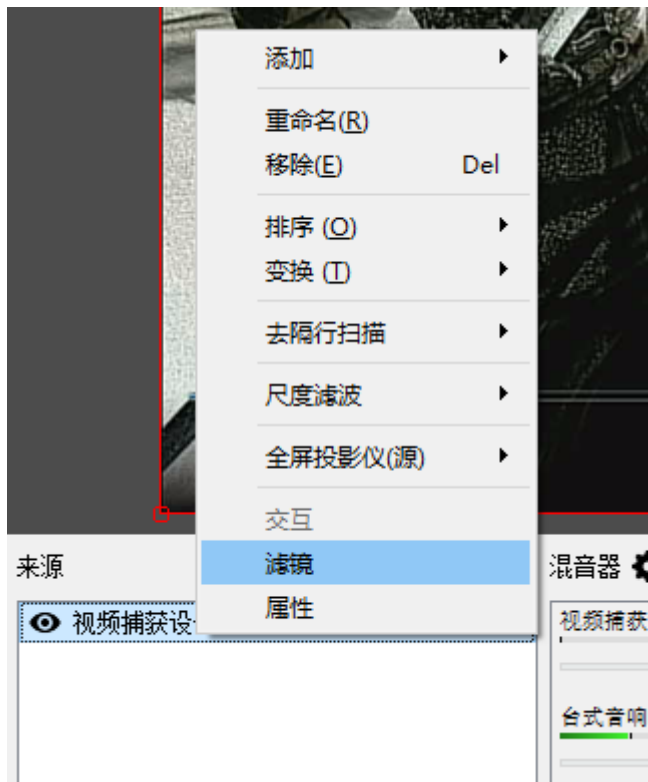 添加
重命名(R)
移除(E) Del
排序 (O)
变换 (T)
去隔行扫描
尺度滤波
全屏投影仪(源)
交互
滤镜
属性
来源
混音器
视频捕获设
视频捕获
台式音响